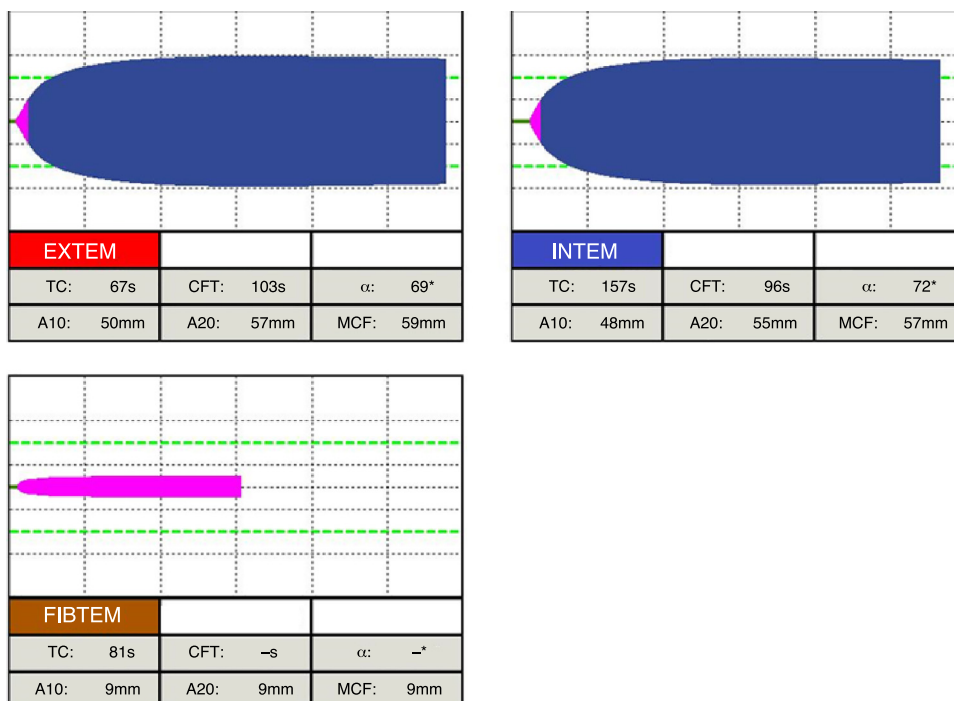 EXTEM
TC: 67s CFT: 103s α: 69*
A10: 50mm A20: 57mm MCF: 59mm
INTEM
TC: 157s CFT: 96s α: 72*
A10: 48mm A20: 55mm MCF: 57mm
FIBTEM
TC: 81s CFT: –s α: –*
A10: 9mm A20: 9mm MCF: 9mm